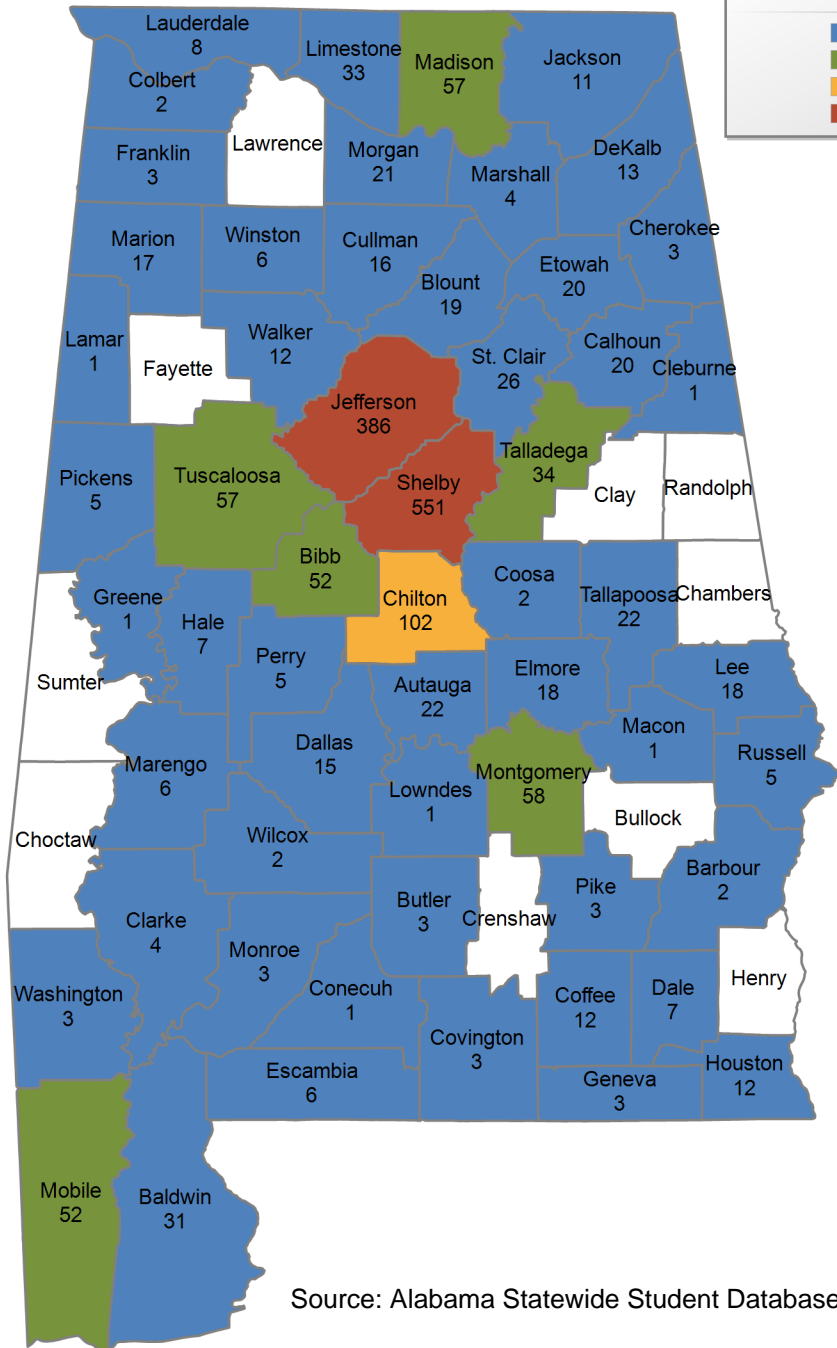 Lauderdale
8
Limestone
33
Madison
57
Jackson
11
Colbert
2
Lawrence
Franklin
3
Morgan
21
Marshall
4
DeKalb
13
Marion
17
Winston
6
Cullman
16
Blount
19
Etowah
20
Cherokee
3
Lamar
1
Fayette
Walker
12
St. Clair
26
Calhoun
20
Cleburne
1
Jefferson
386
Pickens
5
Tuscaloosa
57
Shelby
551
Talladega
34
Clay
Randolph
Bibb
52
Chilton
102
Coosa
2
Tallapoosa
22
Chambers
Greene
1
Hale
7
Perry
5
Sumter
Autauga
22
Elmore
18
Lee
18
Marengo
6
Dallas
15
Lowndes
1
Montgomery
58
Macon
1
Russell
5
Choctaw
Wilcox
2
Bullock
Butler
3
Crenshaw
Pike
3
Barbour
2
Clarke
4
Monroe
3
Conecuh
1
Washington
3
Covington
3
Coffee
12
Dale
7
Henry
Escambia
6
Geneva
3
Houston
12
Mobile
52
Baldwin
31
Source: Alabama Statewide Student Database